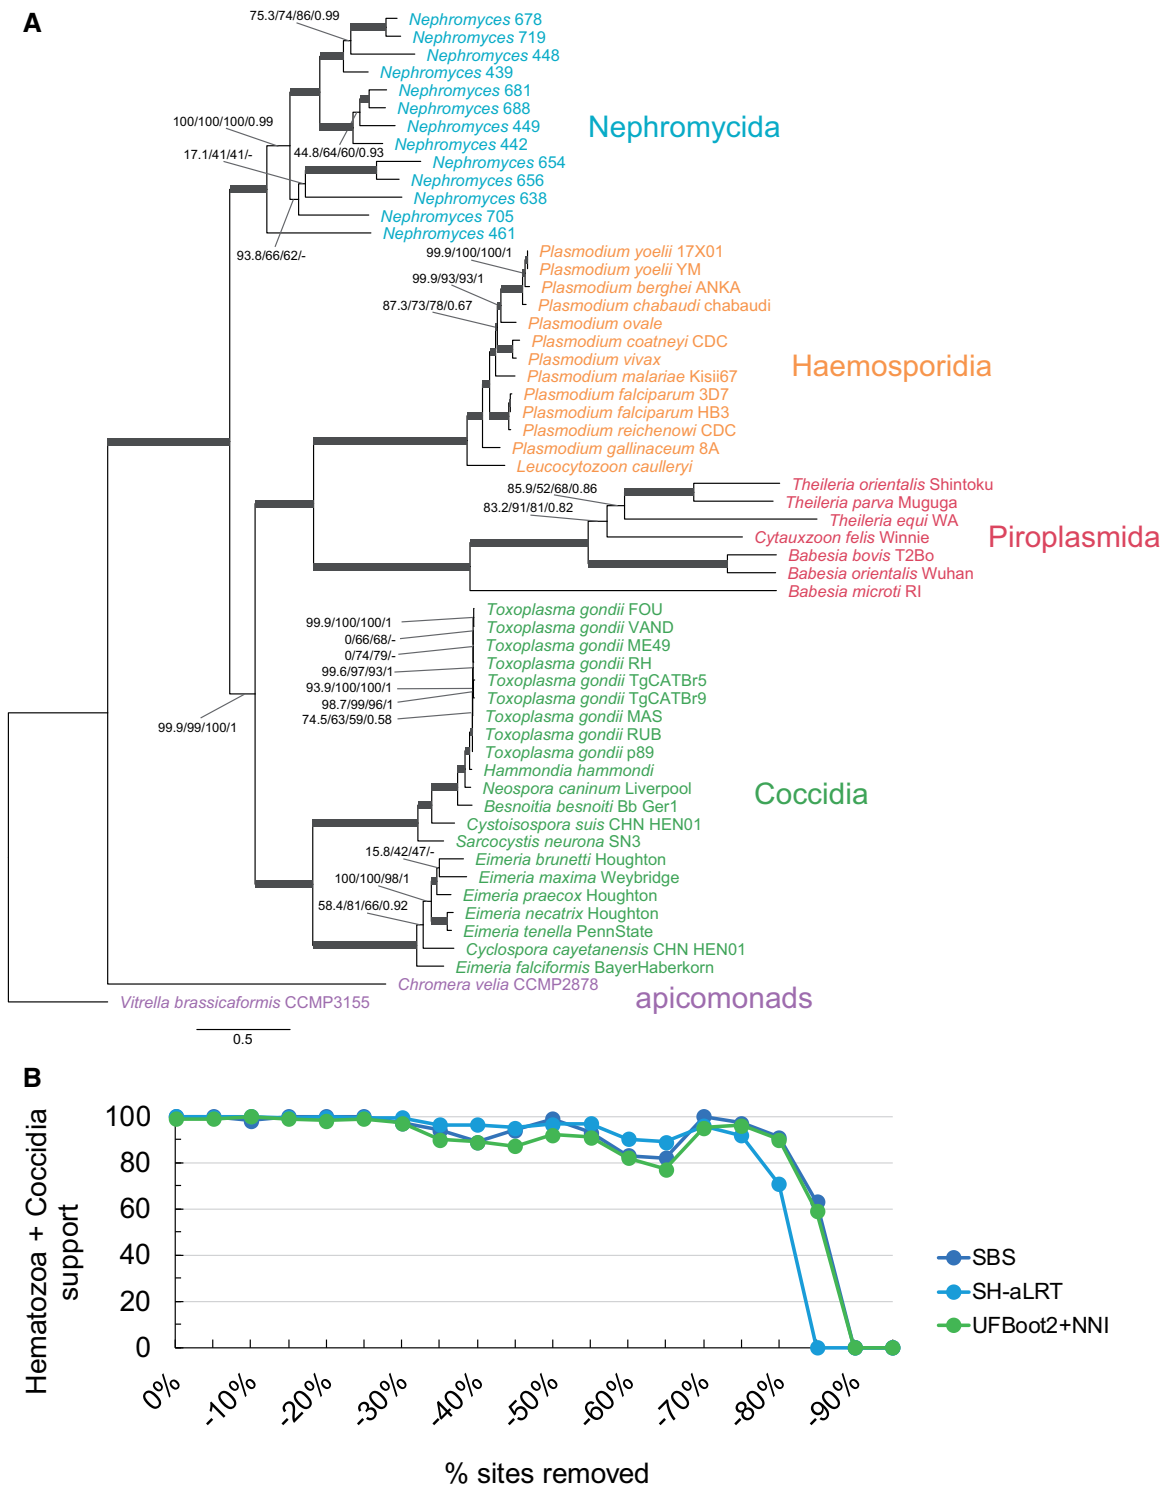 A
75.3/74/86/0.99
Nephromyces 678
Nephromyces 719
Nephromyces 448
Nephromyces 439
Nephromyces 681
Nephromyces 688
100/100/100/0.99
Nephromyces 449
Nephromycida
Nephromyces 442
44.8/64/60/0.93
17.1/41/41/-
Nephromyces 654
Nephromyces 656
Nephromyces 638
Nephromyces 705
Nephromyces 461
93.8/66/62/-
99.9/100/100/1
Plasmodium yoelii 17X01
Plasmodium yoelii YM
99.9/93/93/1
Plasmodium berghei ANKA
87.3/73/78/0.67
Plasmodium chabaudi chabaudi
Plasmodium ovale
Plasmodium coatneyi CDC
Plasmodium vivax
Haemosporidia
Plasmodium malariae Kisii67
Plasmodium falciparum 3D7
Plasmodium falciparum HB3
Plasmodium reichenowi CDC
Plasmodium gallinaceum 8A
Leucocytozoon caulleryi
85.9/52/68/0.86
Theileria orientalis Shintoku
83.2/91/81/0.82
Theileria parva Muguga
Theileria equi WA
Piroplasmida
Cytauxzoon felis Winnie
Babesia bovis T2Bo
Babesia orientalis Wuhan
Babesia microti RI
Toxoplasma gondii FOU
99.9/100/100/1
Toxoplasma gondii VAND
0/66/68/-
Toxoplasma gondii ME49
0/74/79/-
Toxoplasma gondii RH
99.6/97/93/1
Toxoplasma gondii TgCATBr5
93.9/100/100/1
Toxoplasma gondii TgCATBr9
98.7/99/96/1
Toxoplasma gondii MAS
74.5/63/59/0.58
99.9/99/100/1
Toxoplasma gondii RUB
Toxoplasma gondii p89
Hammondia hammondi
Neospora caninum Liverpool
Coccidia
Besnoitia besnoiti Bb Ger1
Cystoisospora suis CHN HEN01
Sarcocystis neurona SN3
15.8/42/47/-
Eimeria brunetti Houghton
Eimeria maxima Weybridge
100/100/98/1
Eimeria praecox Houghton
58.4/81/66/0.92
Eimeria necatrix Houghton
Eimeria tenella PennState
Cyclospora cayetanensis CHN HEN01
Eimeria falciformis BayerHaberkorn
Chromera velia CCMP2878
apicomonads
Vitrella brassicaformis CCMP3155
0.5
B
Hematozoa + Coccidia
support
100
80
60
40
20
0
SBS
SH-aLRT
UFBoot2+NNI
0%
-10%
-20%
-30%
-40%
-50%
-60%
-70%
-80%
-90%
% sites removed